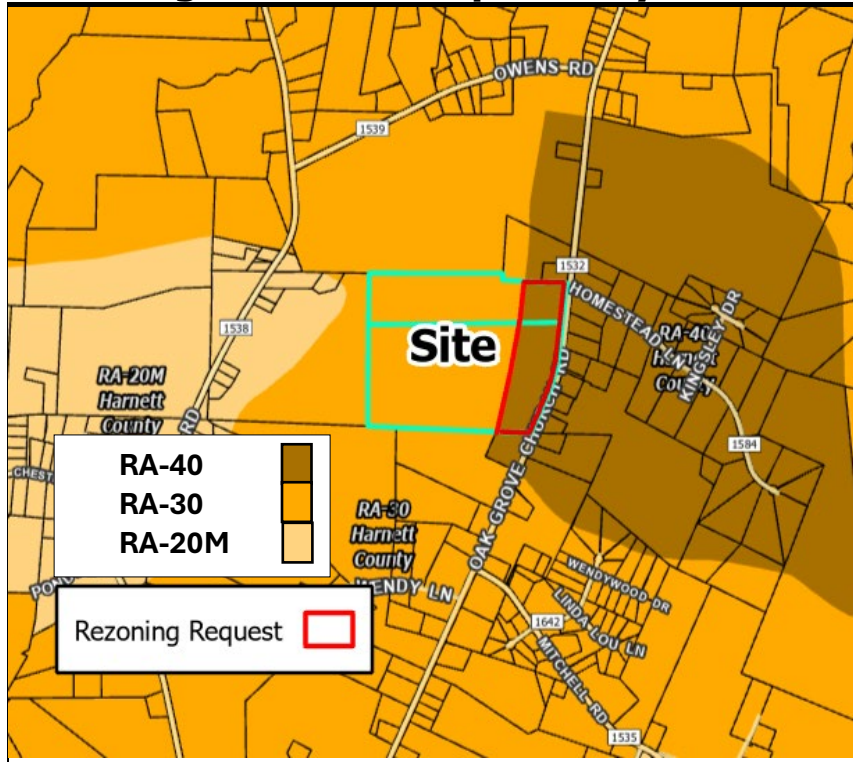 OWENS RD
1539
1532
HOMESTEAD LN
KINGSLEY DR
RA-40
County
1538
Site
RA-20M
Harnett
County
RD
OAK GROVE CHURCH RD
1584
RA-40
RA-30
RA-20M
RA-30
Harnett
County
WENDYWOOD DR
LINDA LOU LN
1642
MITCHELL RD
1535
Rezoning Request